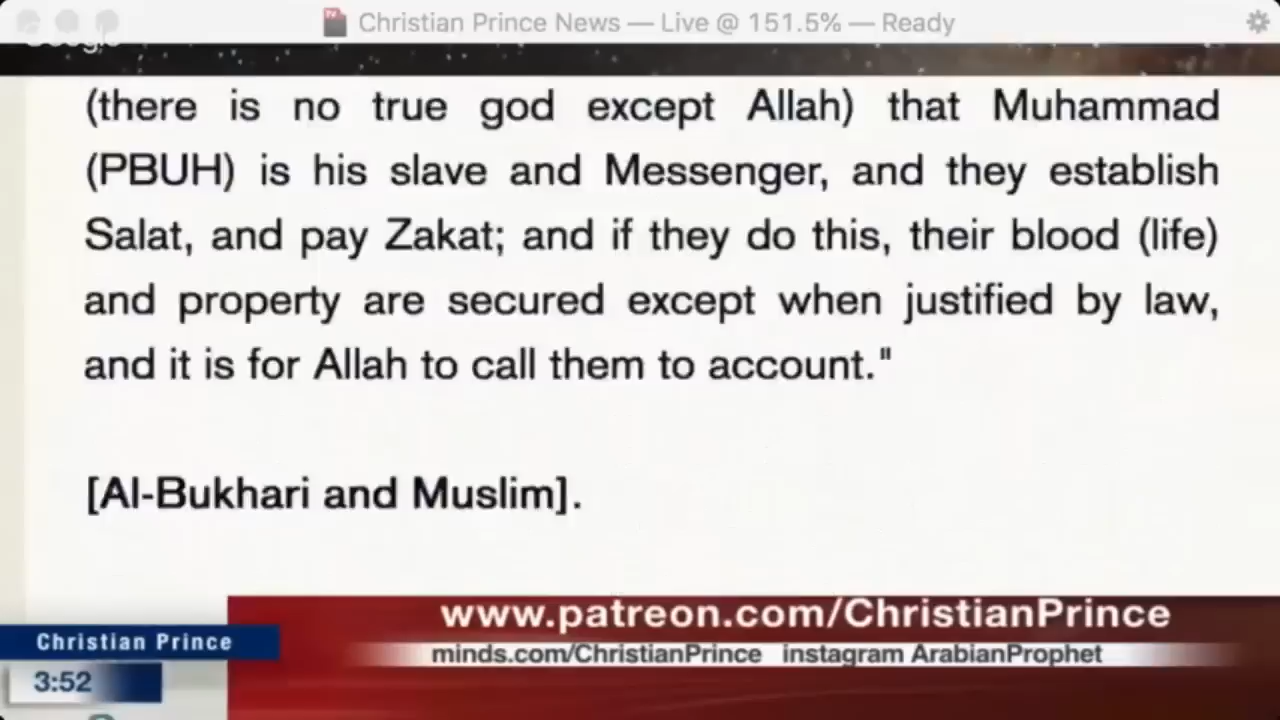 Christian Prince News — Live @ 151.5% — Ready
Google
(there is no true god except Allah) that Muhammad
(PBUH) is his slave and Messenger, and they establish
Salat, and pay Zakat; and if they do this, their blood (life)
and property are secured except when justified by law,
and it is for Allah to call them to account."
[Al-Bukhari and Muslim].
www.patreon.com/ChristianPrince
Christian Prince
minds.com/ChristianPrince instagram ArabianProphet
3:52